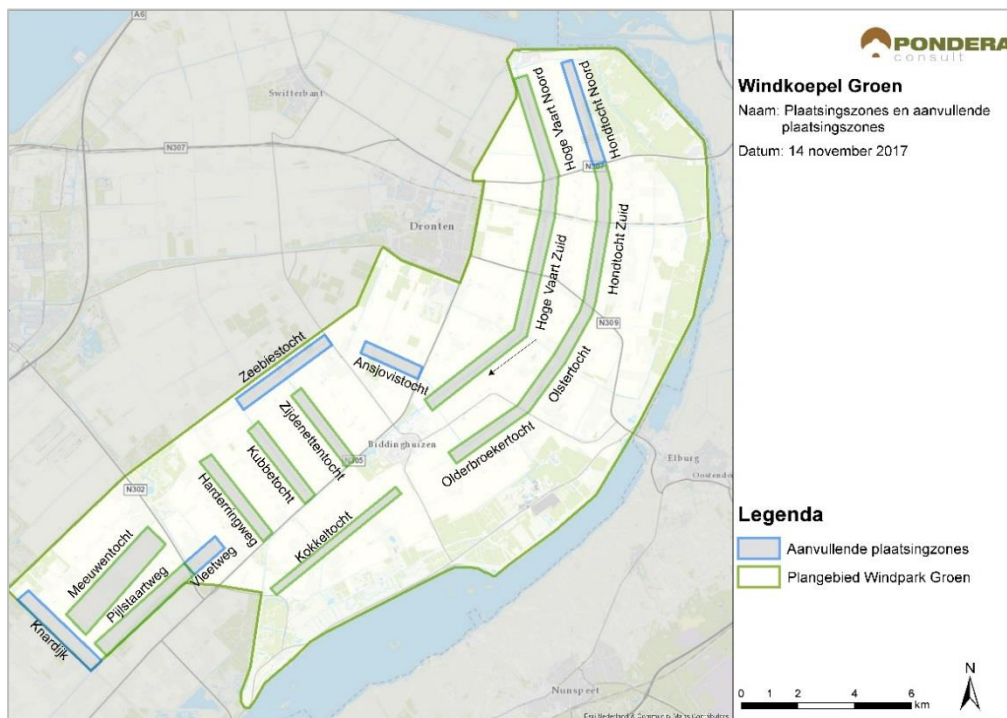 PONDERA
consult
Windkoepel Groen
Naam: Plaatsingszones en aanvullende
plaatsingszones
Datum: 14 november 2017
A6
Swifterbant
N307
Dronten
Hoge Vaart Noord
Hondtocht Noord
N307
Hoge Vaart Zuid
Hondtocht Zuid
N309
Zeebiestocht
Ansjovistocht
Olstertocht
Zijdenettentocht
Biddinghuizen
Kubbetocht
N305
Olderbroekertocht
Elburg
Harderringweg
N302
Kokkeltocht
Meeuwentocht
Pijlstaartweg
Vleetweg
Knardijk
Nunspeet
Legenda
Aanvullende plaatsingzones
Plangebied Windpark Groen
N
0 1 2 4 6
km